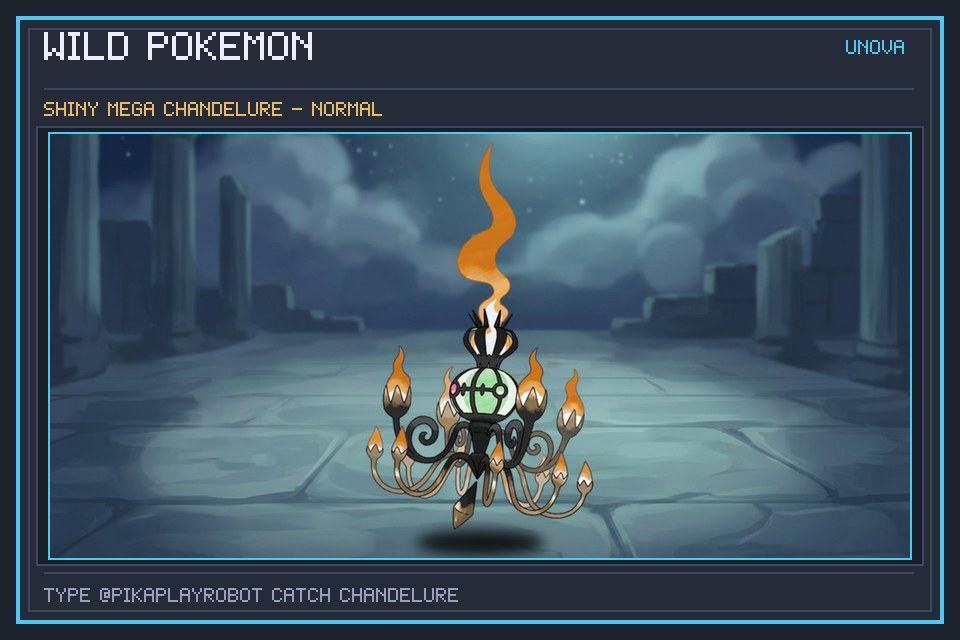 WILD POKEMON
UNOVA
SHINY MEGA CHANDELURE - NORMAL
TYPE @PIKAPLAYROBOT CATCH CHANDELURE